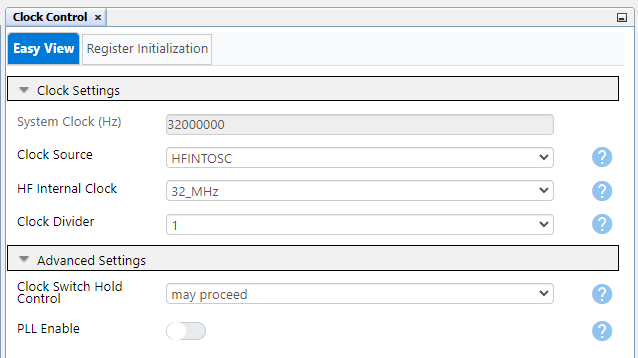 Clock Control ×
Easy View Register Initialization
Clock Settings
System Clock (Hz) 32000000
Clock Source HFINTOSC ?
HF Internal Clock 32_MHz ?
Clock Divider 1 ?
Advanced Settings
Clock Switch Hold
Control may proceed ?
PLL Enable ?